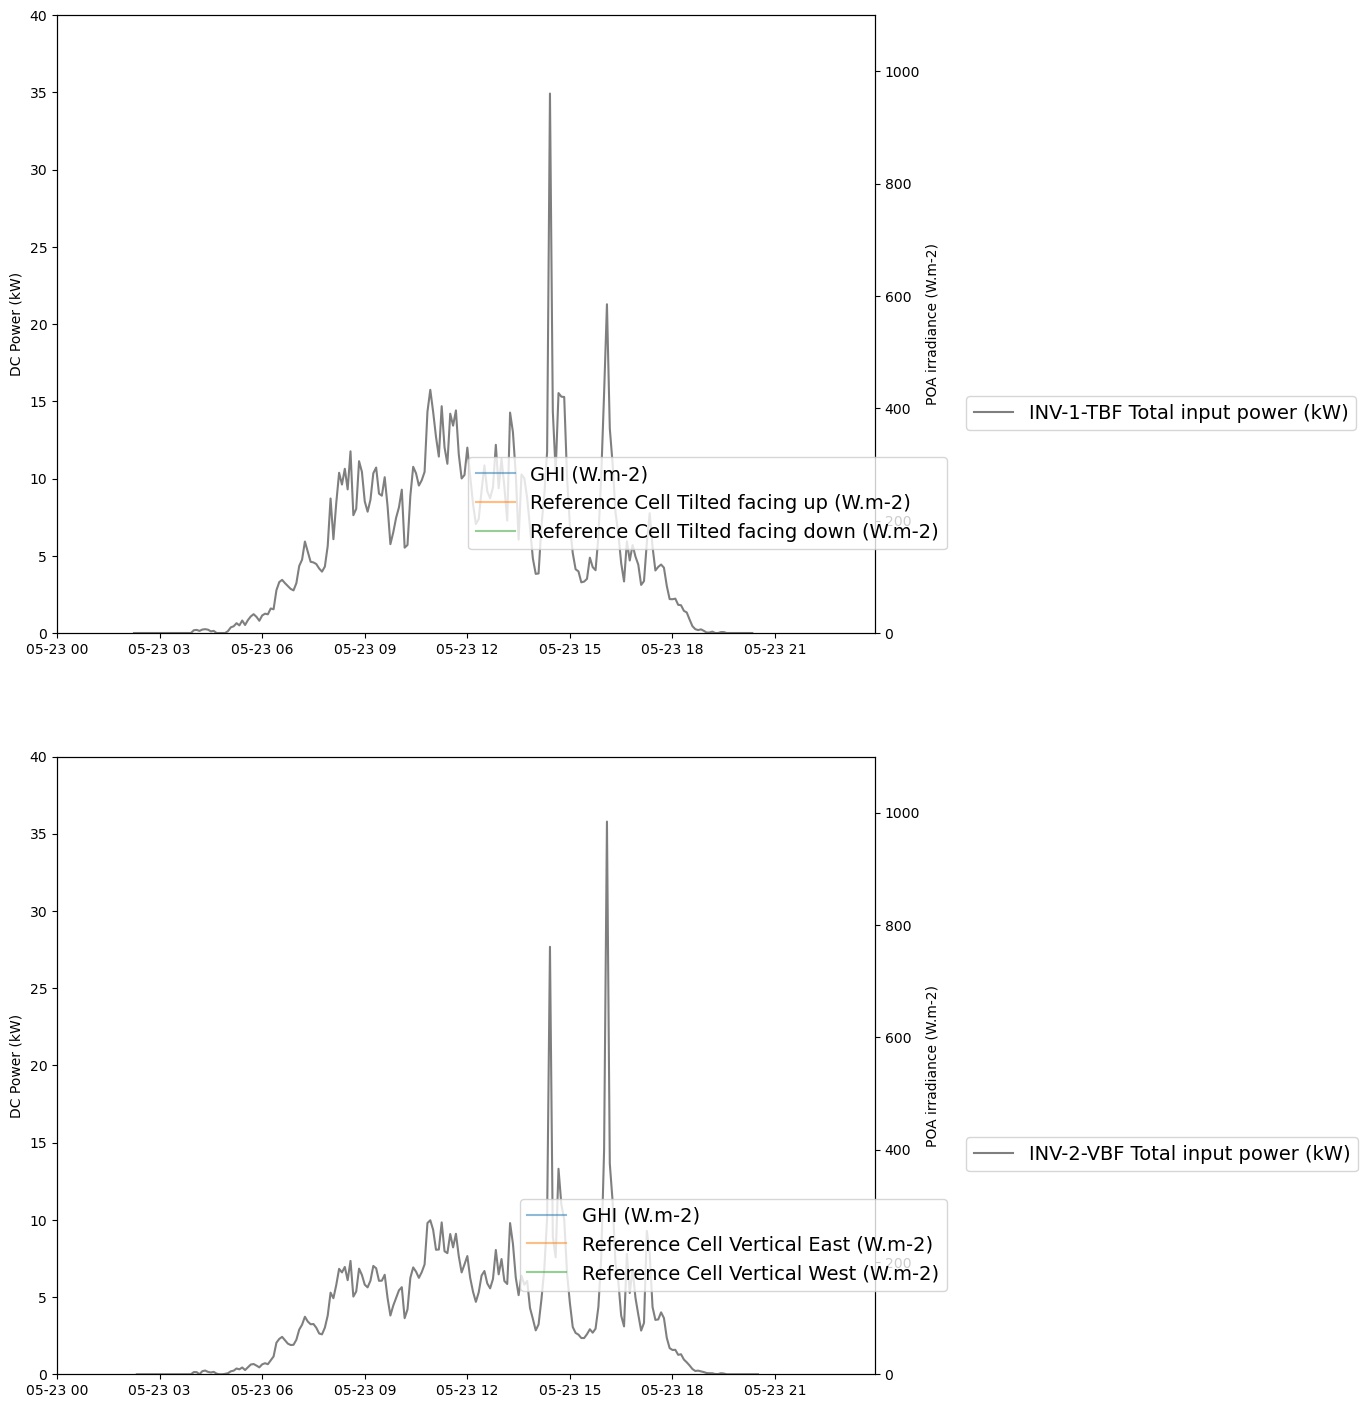 40
35
30
25
20
15
10
5
0
DC Power (kW)
1000
800
600
400
200
0
POA irradiance (W.m-2)
INV-1-TBF Total input power (kW)
GHI (W.m-2)
Reference Cell Tilted facing up (W.m-2)
Reference Cell Tilted facing down (W.m-2)
05-23 00 05-23 03 05-23 06 05-23 09 05-23 12 05-23 15 05-23 18 05-23 21
40
35
30
25
20
15
10
5
0
DC Power (kW)
1000
800
600
400
200
0
POA irradiance (W.m-2)
INV-2-VBF Total input power (kW)
GHI (W.m-2)
Reference Cell Vertical East (W.m-2)
Reference Cell Vertical West (W.m-2)
05-23 00 05-23 03 05-23 06 05-23 09 05-23 12 05-23 15 05-23 18 05-23 21